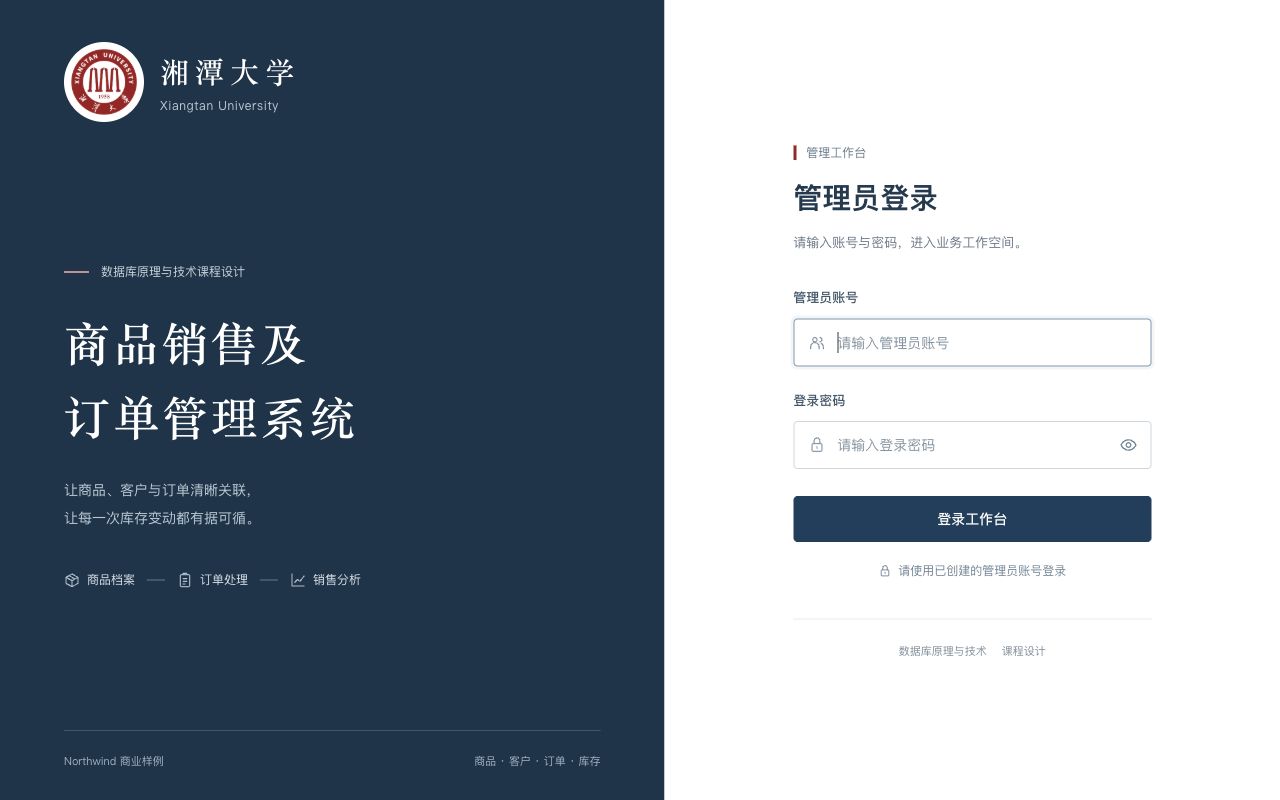 XIANGTAN UNIVERSITY
1958
湘潭大学
湘潭大学
Xiangtan University
数据库原理与技术课程设计
商品销售及
订单管理系统
让商品、客户与订单清晰关联，
让每一次库存变动都有据可循。
商品档案
订单处理
销售分析
Northwind 商业样例
商品 · 客户 · 订单 · 库存
管理工作台
管理员登录
请输入账号与密码，进入业务工作空间。
管理员账号
请输入管理员账号
登录密码
请输入登录密码
登录工作台
请使用已创建的管理员账号登录
数据库原理与技术 课程设计